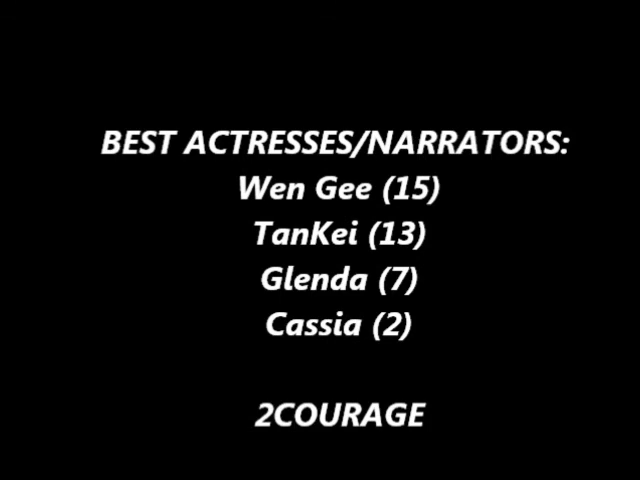 BEST ACTRESSES/NARRATORS:
Wen Gee (15)
TanKei (13)
Glenda (7)
Cassia (2)
2COURAGE